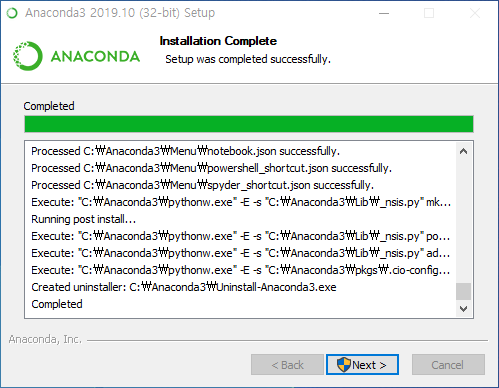 Anaconda3 2019.10 (32-bit) Setup
ANACONDA
Installation Complete
Setup was completed successfully.
Completed
Processed C:₩Anaconda3₩Menu₩notebook.json successfully.
Processed C:₩Anaconda3₩Menu₩powershell_shortcut.json successfully.
Processed C:₩Anaconda3₩Menu₩spyder_shortcut.json successfully.
Execute: "C:₩Anaconda3₩pythonw.exe" -E -s "C:₩Anaconda3₩Lib₩_nsis.py" mk...
Running post install...
Execute: "C:₩Anaconda3₩pythonw.exe" -E -s "C:₩Anaconda3₩Lib₩_nsis.py" po...
Execute: "C:₩Anaconda3₩pythonw.exe" -E -s "C:₩Anaconda3₩Lib₩_nsis.py" ad...
Execute: "C:₩Anaconda3₩pythonw.exe" -E -s "C:₩Anaconda3₩pkgs₩.cio-config...
Created uninstaller: C:₩Anaconda3₩Uninstall-Anaconda3.exe
Completed
Anaconda, Inc.
< Back
Next >
Cancel